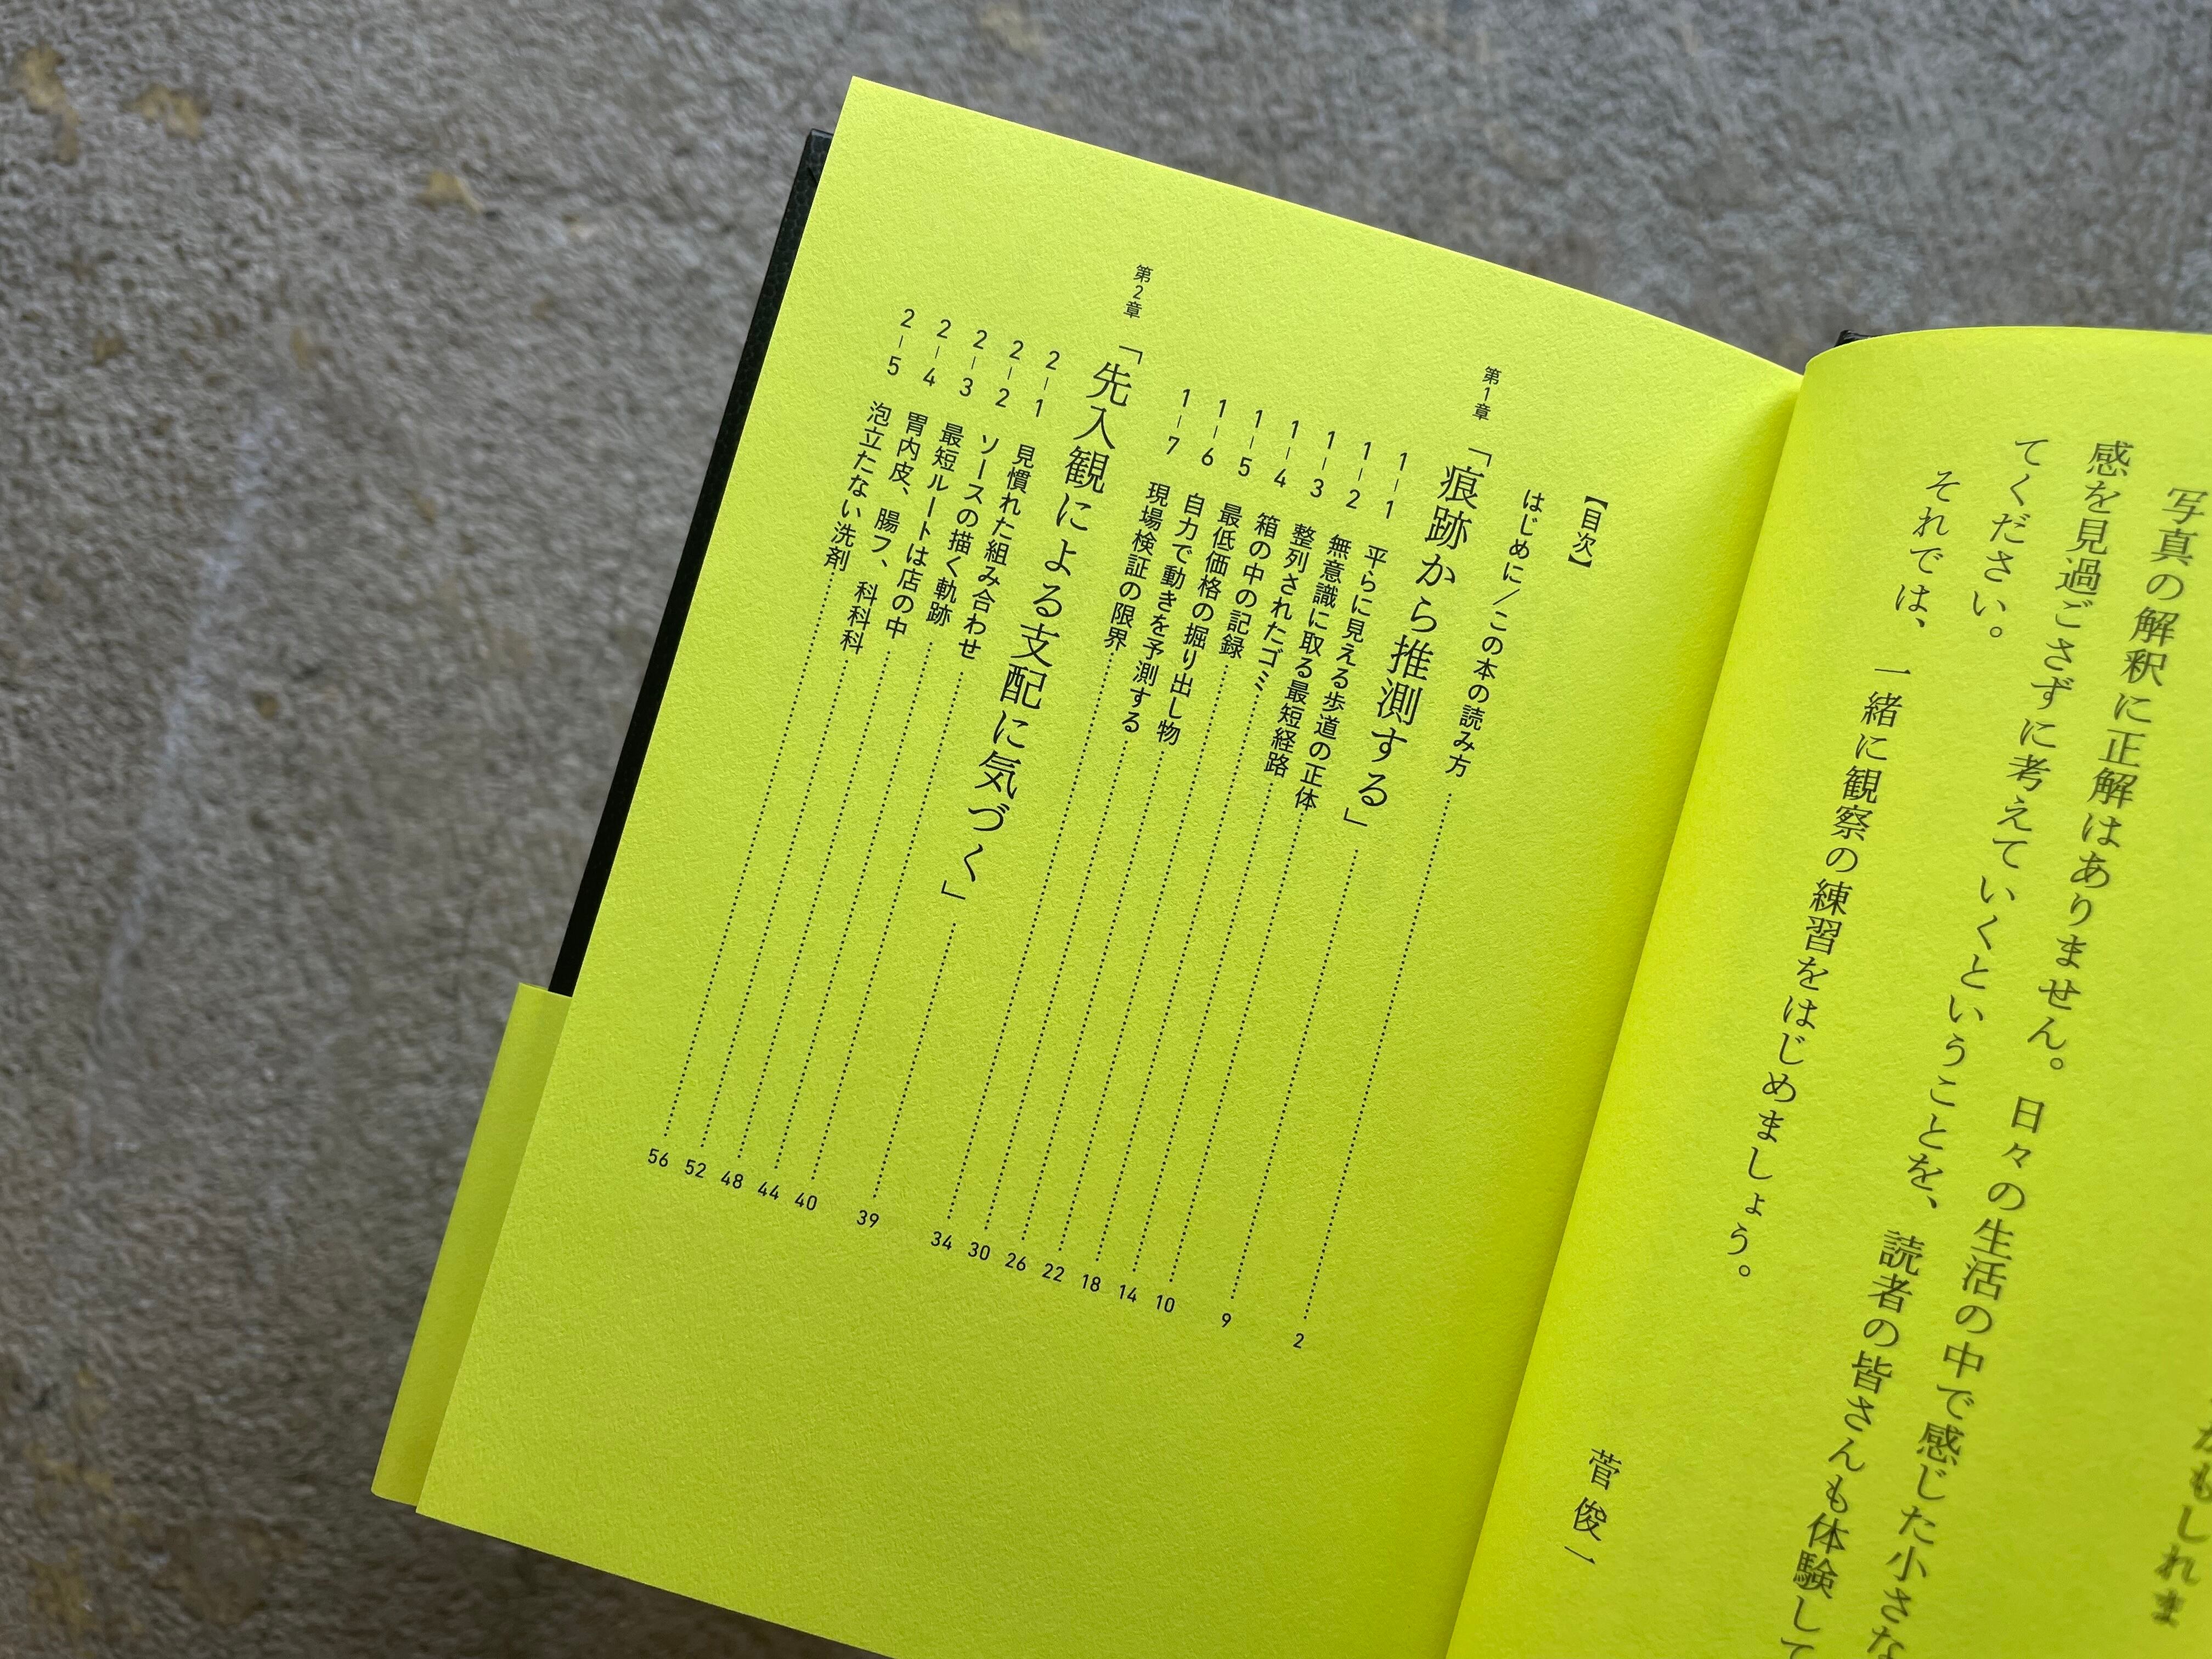 写真の解釈に正解はありません。日々の生活の中で感じた小さな
感を見過ごさずに考えていくということを、読者の皆さんも体験して
てください。
それでは、一緒に観察の練習をはじめましょう。
菅 俊一
【目次】
はじめに／この本の読み方 2
第1章 「痕跡から推測する」 9
1-1 平らに見える歩道の正体 10
1-2 無意識に取る最短経路 14
1-3 整列されたゴミ 18
1-4 箱の中の記録 22
1-5 最低価格の掘り出し物 26
1-6 自力で動きを予測する 30
1-7 現場検証の限界 34
第2章 「先入観による支配に気づく」 39
2-1 見慣れた組み合わせ 40
2-2 ソースの描く軌跡 44
2-3 最短ルートは店の中 48
2-4 胃内皮、腸フ、科科科 52
2-5 泡立たない洗剤 56